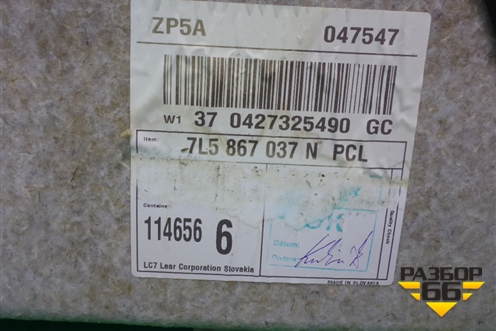 ZP5A 047547
W1 37 0427325490 GC
Item: 7L5 867 037 N PCL
Container
114656 6
Dátum:
LC7 Lear Corporation Slovakia
MADE IN SLOVAKIA
РАЗБОР
66